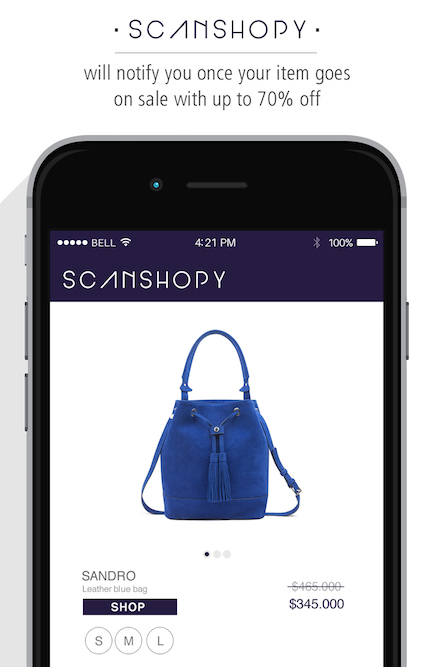 · SCANSHOPY ·
will notify you once your item goes
on sale with up to 70% off
BELL 4:21 PM 100%
SCANSHOPY
SANDRO $465.000
Leather blue bag
SHOP $345.000
S M L